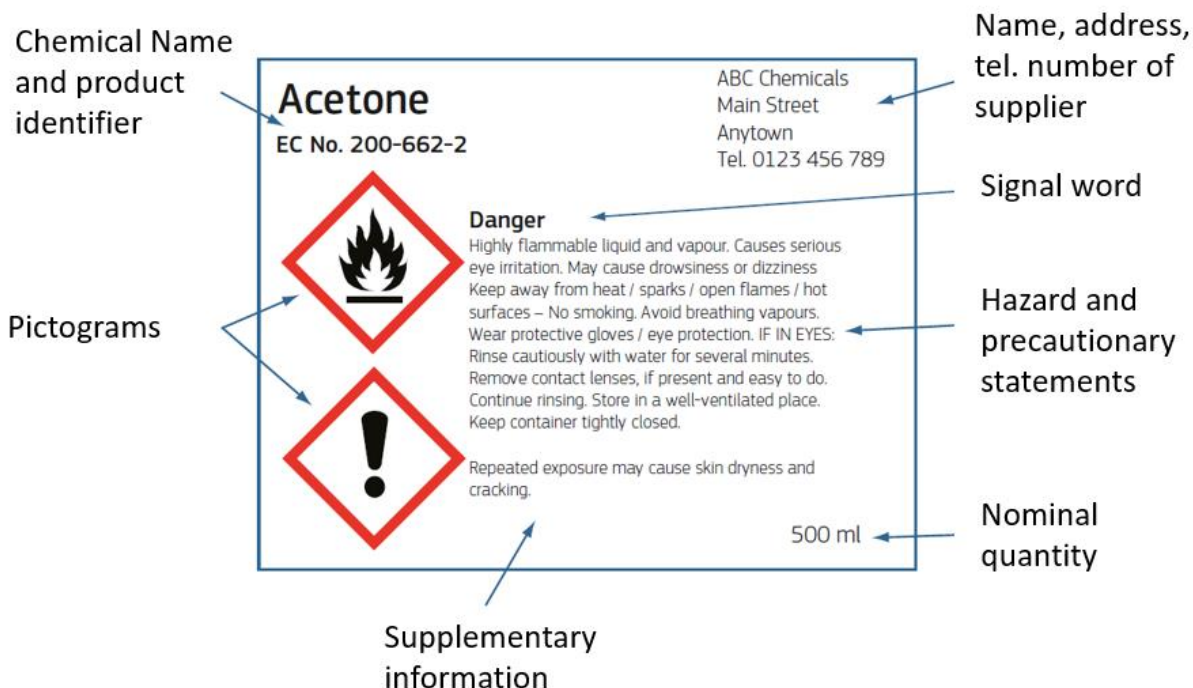 Chemical Name
and product
identifier
Name, address,
tel. number of
supplier
Acetone
EC No. 200-662-2
ABC Chemicals
Main Street
Anytown
Tel. 0123 456 789
Signal word
Danger
Highly flammable liquid and vapour. Causes serious
eye irritation. May cause drowsiness or dizziness
Keep away from heat / sparks / open flames / hot
surfaces – No smoking. Avoid breathing vapours.
Wear protective gloves / eye protection. IF IN EYES:
Rinse cautiously with water for several minutes.
Remove contact lenses, if present and easy to do.
Continue rinsing. Store in a well-ventilated place.
Keep container tightly closed.
Pictograms
Hazard and
precautionary
statements
Repeated exposure may cause skin dryness and
cracking.
500 ml
Nominal
quantity
Supplementary
information